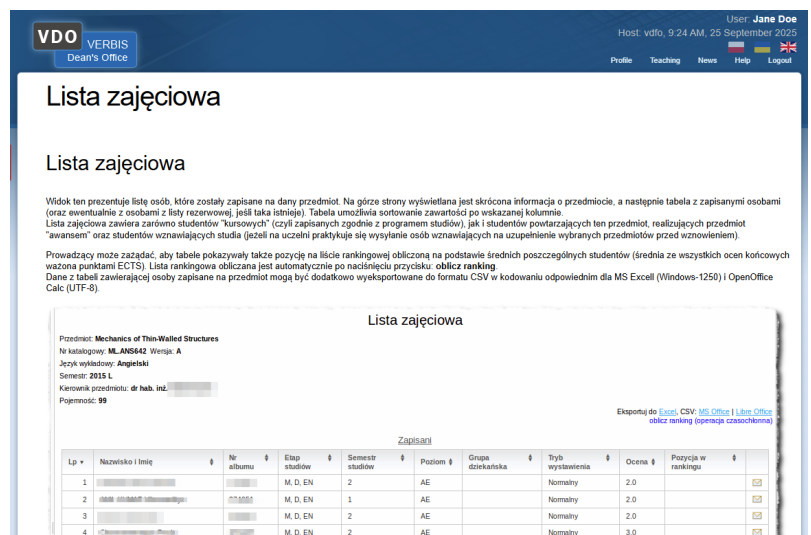 User: Jane Doe
Host: vdfo, 9:24 AM, 25 September 2025
VDO VERBIS
Dean's Office
Profile Teaching News Help Logout
Lista zajęciowa
Lista zajęciowa
Widok ten prezentuje listę osób, które zostały zapisane na dany przedmiot. Na górze strony wyświetlana jest skrócona informacja o przedmiocie, a następnie tabela z zapisanymi osobami
(oraz ewentualnie z osobami z listy rezerwowej, jeśli taka istnieje). Tabela umożliwia sortowanie zawartości po wskazanej kolumnie.
Lista zajęciowa zawiera zarówno studentów "kursowych" (czyli zapisanych zgodnie z programem studiów), jak i studentów powtarzających ten przedmiot, realizujących przedmiot
"awansem" oraz studentów wznawiających studia (jeżeli na uczelni praktykuje się wysyłanie osób wznawiających na uzupełnienie wybranych przedmiotów przed wznowieniem).
Prowadzący może zażądać, aby tabele pokazywały także pozycję na liście rankingowej obliczoną na podstawie średnich poszczególnych studentów (średnia ze wszystkich ocen końcowych
ważona punktami ECTS). Lista rankingowa obliczana jest automatycznie po naciśnięciu przycisku: oblicz ranking.
Dane z tabeli zawierającej osoby zapisane na przedmiot mogą być dodatkowo wyeksportowane do formatu CSV w kodowaniu odpowiednim dla MS Excell (Windows-1250) i OpenOffice
Calc (UTF-8).
Lista zajęciowa
Przedmiot: Mechanics of Thin-Walled Structures
Nr katalogowy: ML.ANS642 Wersja: A
Język wykładowy: Angielski
Semestr: 2015 L
Kierownik przedmiotu: dr hab. inż.
Pojemność: 99
Eksportuj do Excel, CSV: MS Office | Libre Office
oblicz ranking (operacja czasochłonna)
Zapisani
Lp Nazwisko i Imię Nr albumu Etap studiów Semestr studiów Poziom Grupa dziekańska Tryb wystawienia Ocena Pozycja w rankingu
1 M, D, EN 2 AE Normalny 2.0
2 M, D, EN 1 AE Normalny 2.0
3 M, D, EN 2 AE Normalny 2.0
4 M, D, EN 2 AE Normalny 3.0